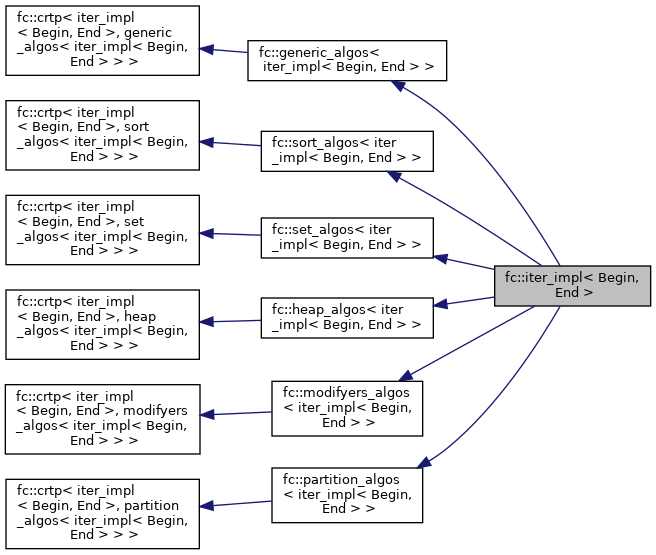 fc::crtp< iter_impl
< Begin, End >, generic
_algos< iter_impl< Begin,
End > > >
fc::generic_algos<
iter_impl< Begin, End > >
fc::crtp< iter_impl
< Begin, End >, sort
_algos< iter_impl< Begin,
End > > >
fc::sort_algos< iter
_impl< Begin, End > >
fc::crtp< iter_impl
< Begin, End >, set
_algos< iter_impl< Begin,
End > > >
fc::set_algos< iter
_impl< Begin, End > >
fc::iter_impl< Begin,
End >
fc::crtp< iter_impl
< Begin, End >, heap
_algos< iter_impl< Begin,
End > > >
fc::heap_algos< iter
_impl< Begin, End > >
fc::crtp< iter_impl
< Begin, End >, modifyers
_algos< iter_impl< Begin,
End > > >
fc::modifyers_algos
< iter_impl< Begin,
End > >
fc::crtp< iter_impl
< Begin, End >, partition
_algos< iter_impl< Begin,
End > > >
fc::partition_algos
< iter_impl< Begin,
End > >